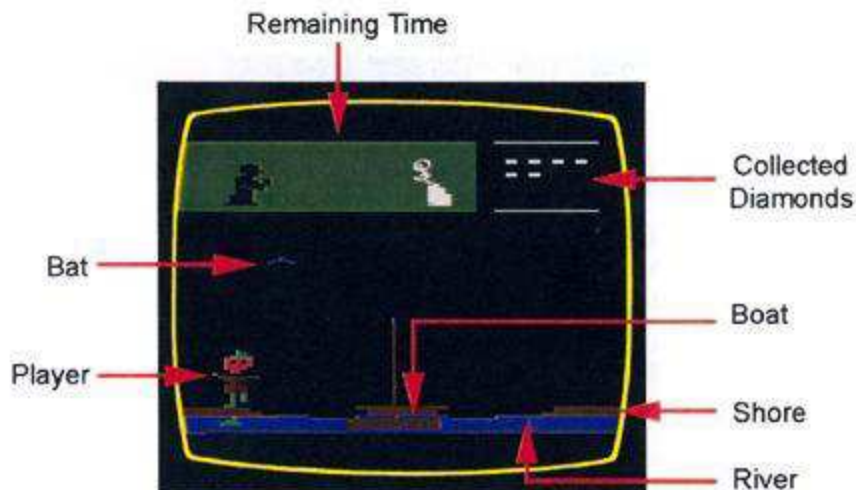 Remaining Time
Collected
Diamonds
Bat
Boat
Player
Shore
River